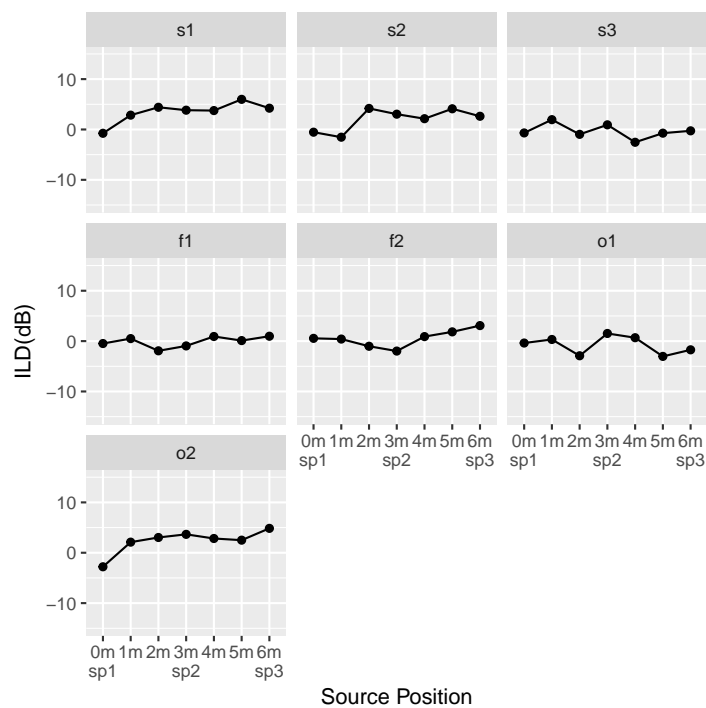 s1 s2 s3
10
0
−10
f1 f2 o1
10
0
−10
ILD(dB)
0m 1m 2m 3m 4m 5m 6m 0m 1m 2m 3m 4m 5m 6m
sp1 sp2 sp3 sp1 sp2 sp3
o2
10
0
−10
0m 1m 2m 3m 4m 5m 6m
sp1 sp2 sp3
Source Position